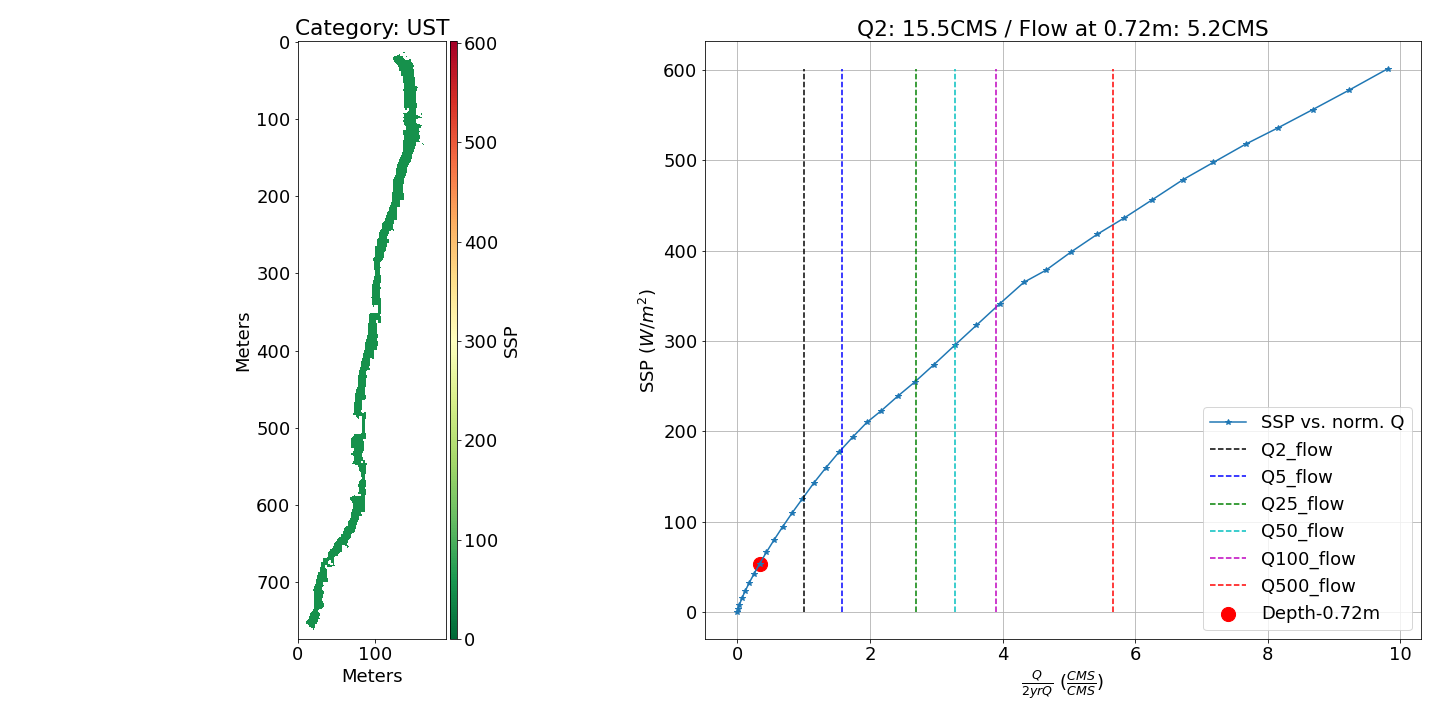 Category: UST
0
100
200
300
400
500
600
700
Meters
0
100
Meters
600
500
400
300
200
100
0
SSP
Q2: 15.5CMS / Flow at 0.72m: 5.2CMS
600
500
400
300
200
100
0
SSP (W/m²)
0
2
4
6
8
10
Q/2yrQ (CMS/CMS)
SSP vs. norm. Q
Q2_flow
Q5_flow
Q25_flow
Q50_flow
Q100_flow
Q500_flow
Depth-0.72m